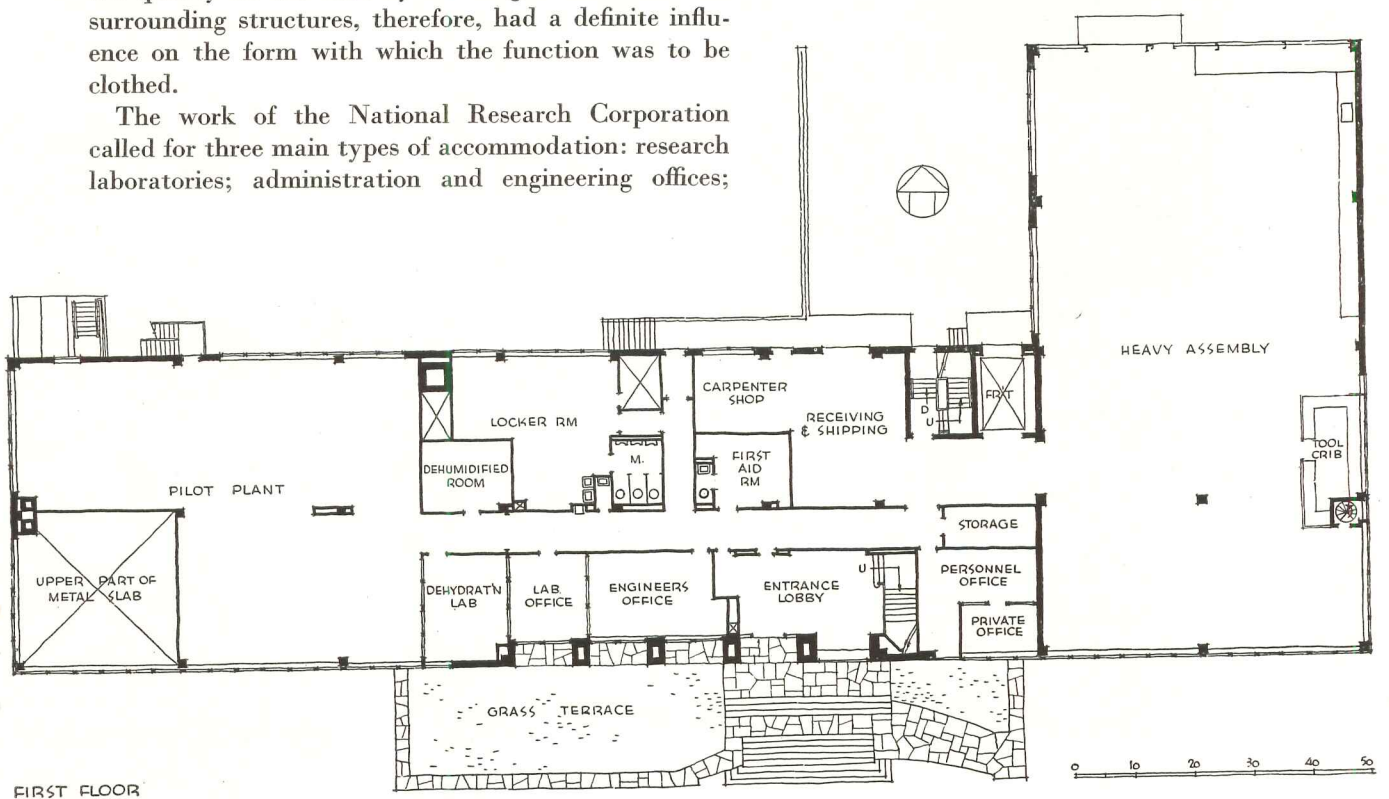 surrounding structures, therefore, had a definite influ-
ence on the form with which the function was to be
clothed.
The work of the National Research Corporation
called for three main types of accommodation: research
laboratories; administration and engineering offices;
HEAVY ASSEMBLY
CARPENTER
SHOP
RECEIVING
& SHIPPING
D
U
FR'T
LOCKER RM
M.
FIRST
AID
RM
TOOL
CRIB
DEHUMIDIFIED
ROOM
PILOT PLANT
STORAGE
UPPER PART OF
METAL SLAB
DEHYDRAT'N
LAB
LAB.
OFFICE
ENGINEERS
OFFICE
ENTRANCE
LOBBY
U
PERSONNEL
OFFICE
PRIVATE
OFFICE
GRASS TERRACE
0 10 20 30 40 50
FIRST FLOOR